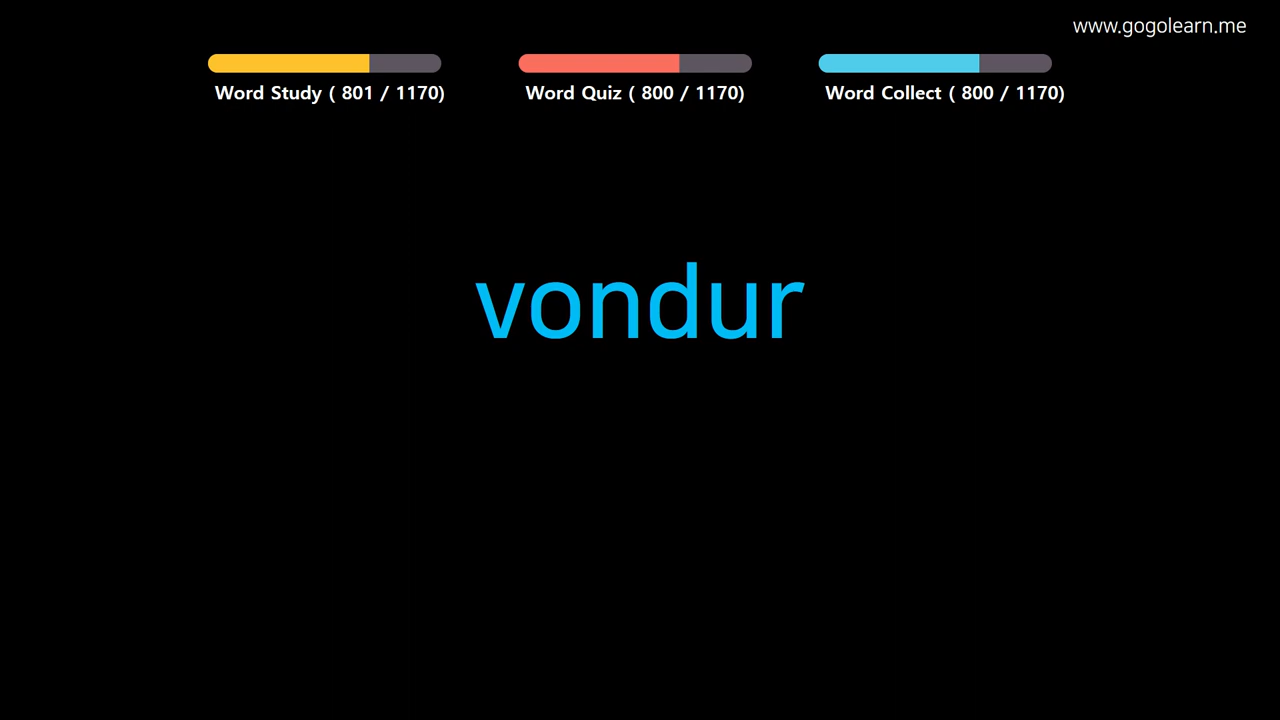 www.gogolearn.me
Word Study ( 801 / 1170)
Word Quiz ( 800 / 1170)
Word Collect ( 800 / 1170)
vondur